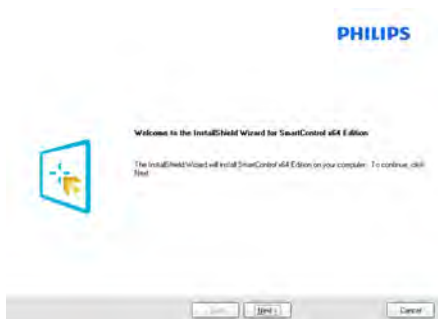 PHILIPS
Welcome to the InstallShield Wizard for SmartControl x64 Edition
The InstallShield Wizard will install SmartControl x64 Edition on your computer. To continue, click
Next
Next >
Cancel